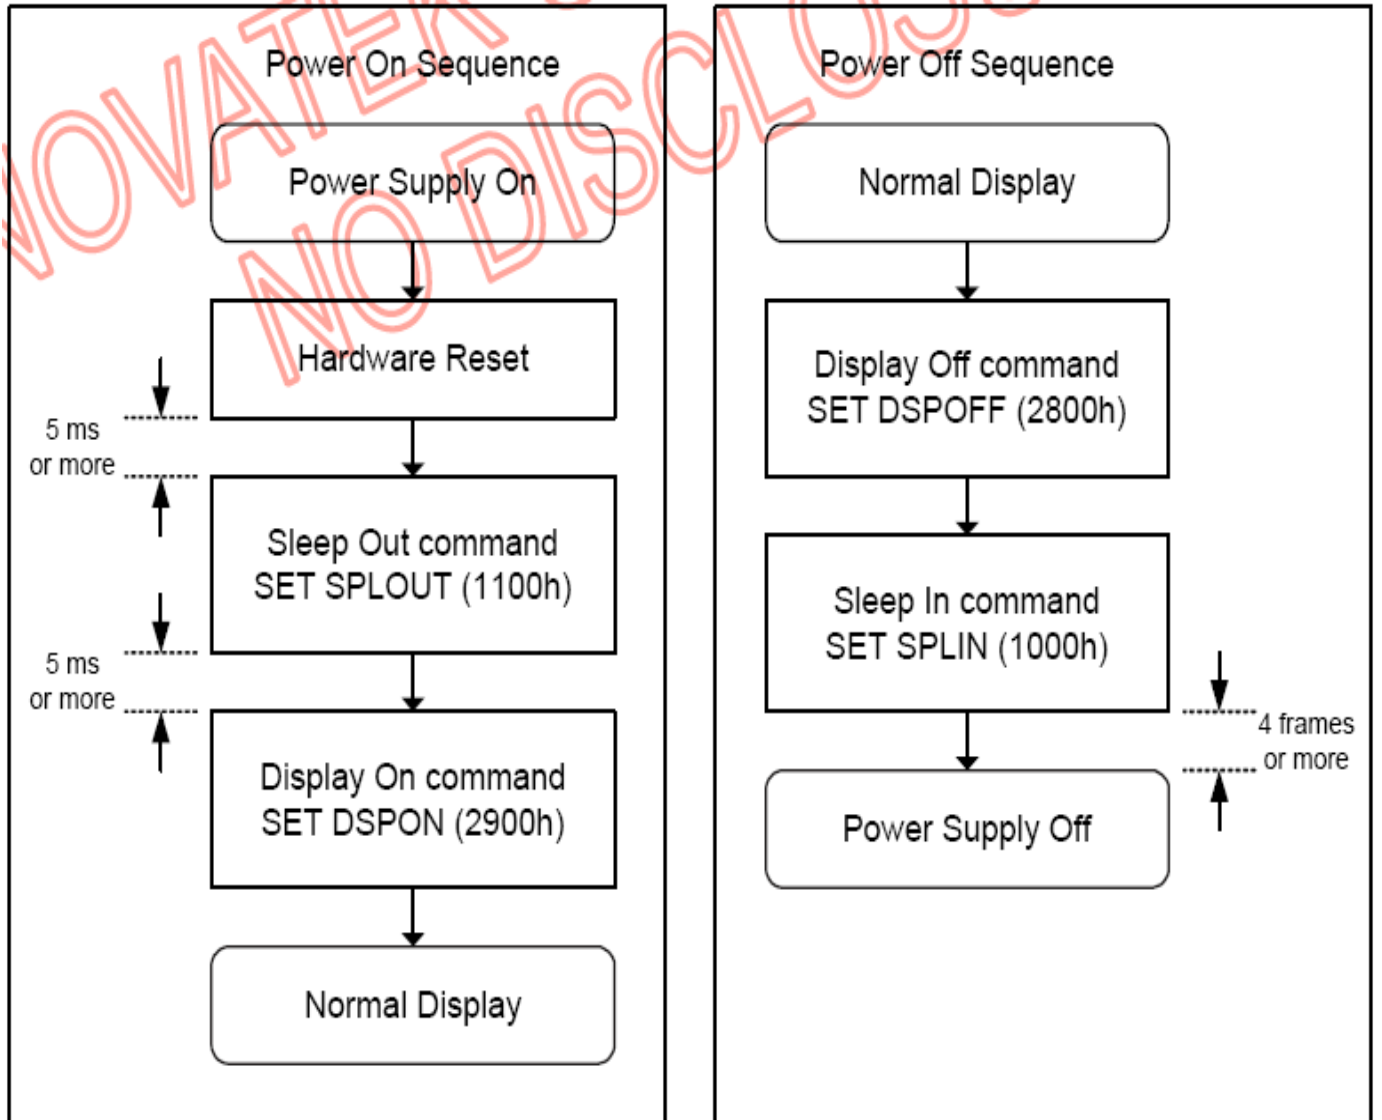 NOVATEK
NO DISCLOS
Power On Sequence
Power Supply On
Hardware Reset
5 ms
or more
Sleep Out command
SET SPLOUT (1100h)
5 ms
or more
Display On command
SET DSPON (2900h)
Normal Display
Power Off Sequence
Normal Display
Display Off command
SET DSPOFF (2800h)
Sleep In command
SET SPLIN (1000h)
4 frames
or more
Power Supply Off